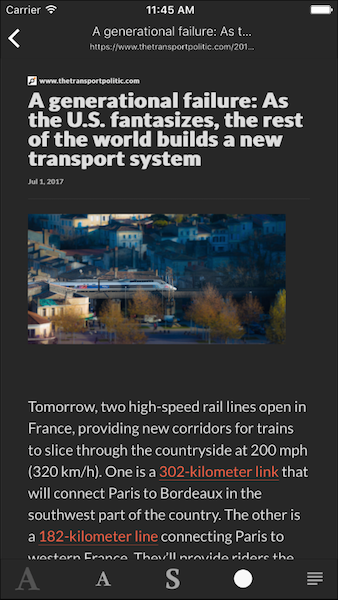 Carrier 11:45 AM
A generational failure: As t...
https://www.thetransportpolitic.com/201...
www.thetransportpolitic.com
A generational failure: As
the U.S. fantasizes, the rest
of the world builds a new
transport system
Jul 1, 2017
Tomorrow, two high-speed rail lines open in
France, providing new corridors for trains
to slice through the countryside at 200 mph
(320 km/h). One is a 302-kilometer link that
will connect Paris to Bordeaux in the
southwest part of the country. The other is
a 182-kilometer line connecting Paris to
western France. They'll provide riders the
A A S